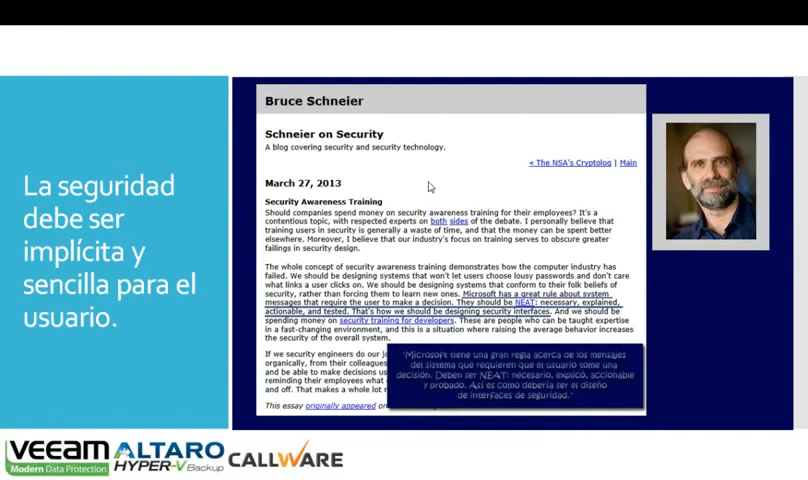 La seguridad
debe ser
implícita y
sencilla para el
usuario.
Bruce Schneier
Schneier on Security
A blog covering security and security technology.
< The NSA's Cryptolog | Main
March 27, 2013
Security Awareness Training
Should companies spend money on security awareness training for their employees? It's a
contentious topic, with respected experts on both sides of the debate. I personally believe that
training users in security is generally a waste of time, and that the money can be spent better
elsewhere. Moreover, I believe that our industry's focus on training serves to obscure greater
failings in security design.
The whole concept of security awareness training demonstrates how the computer industry has
failed. We should be designing systems that won't let users choose lousy passwords and don't care
what links a user clicks on. We should be designing systems that conform to their folk beliefs of
security, rather than forcing them to learn new ones. Microsoft has a great rule about system
messages that require the user to make a decision. They should be NEAT: necessary, explained,
actionable, and tested. That's how we should be designing security interfaces. And we should be
spending money on security training for developers. These are people who can be taught expertise
in a fast-changing environment, and this is a situation where raising the average behavior increases
the security of the overall system.
If we security engineers do our jo
organically, from their colleagues
and be able to make decisions us
reminding their employees what
and off. That makes a whole lot
This essay originally appeared on
"Microsoft tiene una gran regla acerca de los mensajes
del sistema que requieren que el usuario tome una
decisión. Deben ser NEAT: necesario, explicó, accionable
y probado. Así es como debería ser el diseño
de interfaces de seguridad."
VEEAM
Modern Data Protection
ALTARO
HYPER-V Backup
CALLWARE